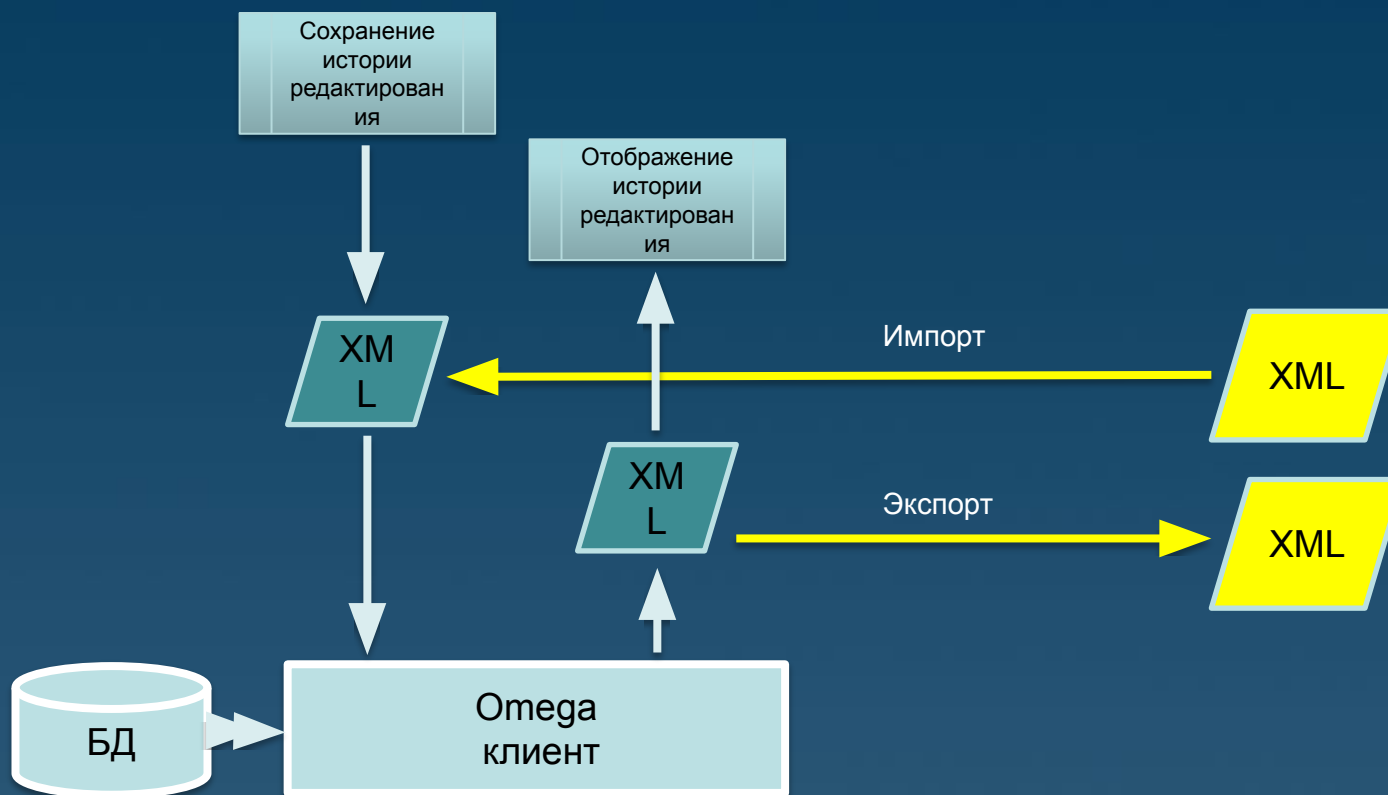 Сохранение
истории
редактирован
ия
Отображение
истории
редактирован
ия
Импорт
XM
L
XML
XM
L
Экспорт
XML
Omega
клиент
БД